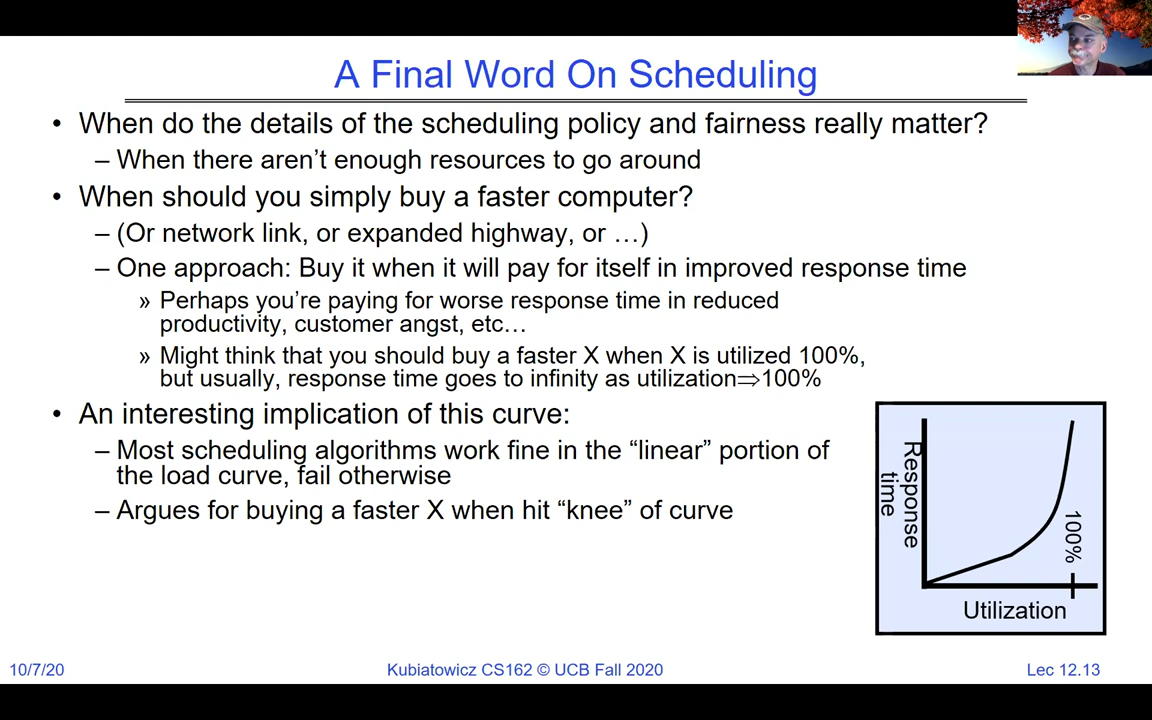 A Final Word On Scheduling
• When do the details of the scheduling policy and fairness really matter?
– When there aren’t enough resources to go around
• When should you simply buy a faster computer?
– (Or network link, or expanded highway, or …)
– One approach: Buy it when it will pay for itself in improved response time
» Perhaps you’re paying for worse response time in reduced
productivity, customer angst, etc…
» Might think that you should buy a faster X when X is utilized 100%,
but usually, response time goes to infinity as utilization⇒100%
• An interesting implication of this curve:
– Most scheduling algorithms work fine in the “linear” portion of
the load curve, fail otherwise
– Argues for buying a faster X when hit “knee” of curve
Response
time
100%
Utilization
10/7/20
Kubiatowicz CS162 © UCB Fall 2020
Lec 12.13